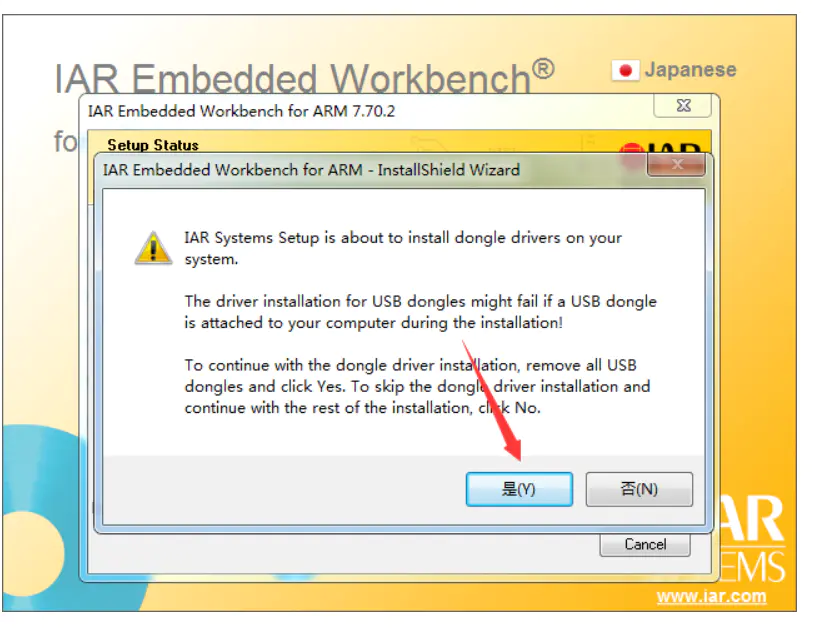 IAR Embedded Workbench®
Japanese
IAR Embedded Workbench for ARM 7.70.2
fo
Setup Status
IAR
IAR Embedded Workbench for ARM - InstallShield Wizard
IAR Systems Setup is about to install dongle drivers on your
system.
The driver installation for USB dongles might fail if a USB dongle
is attached to your computer during the installation!
To continue with the dongle driver installation, remove all USB
dongles and click Yes. To skip the dongle driver installation and
continue with the rest of the installation, click No.
是(Y)
否(N)
Cancel
AR
EMS
www.iar.com